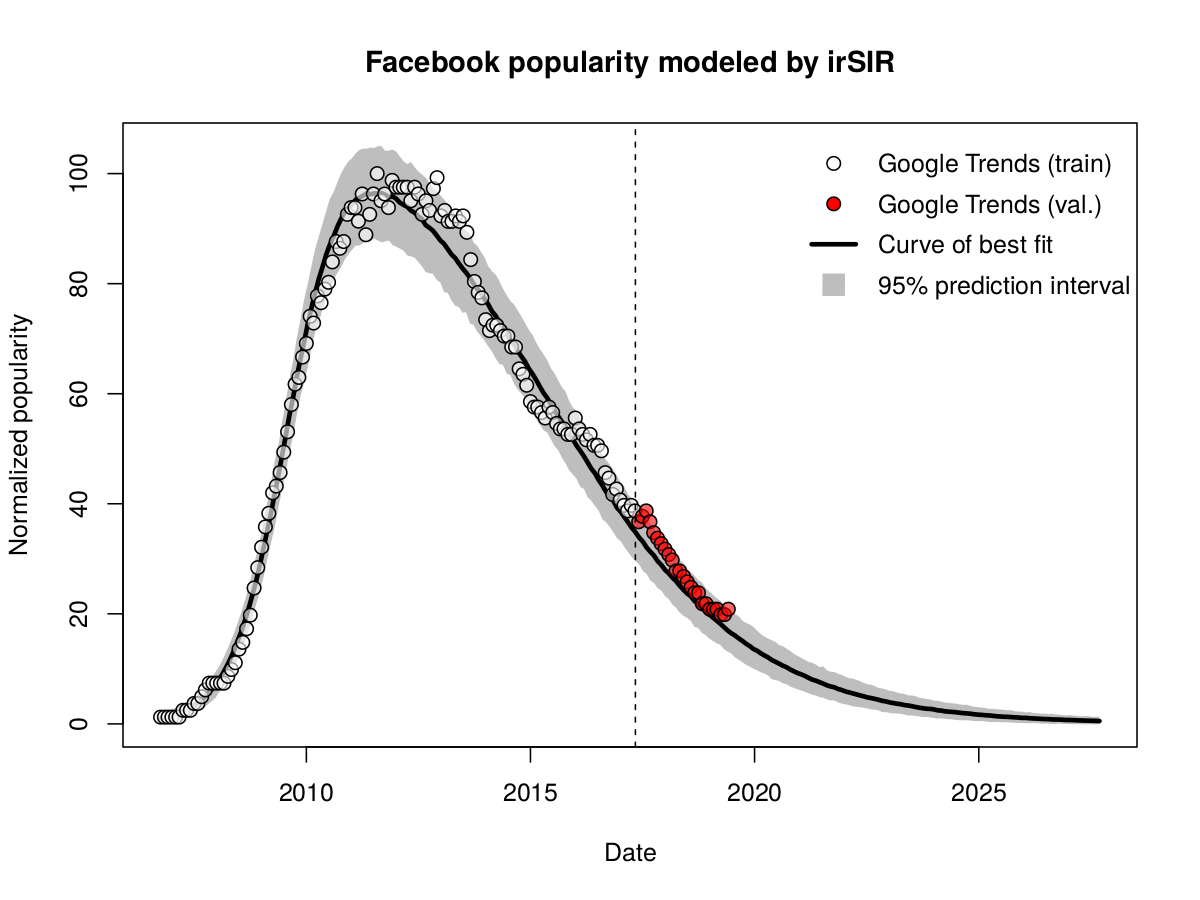 Facebook popularity modeled by irSIR
Google Trends (train)
Google Trends (val.)
Curve of best fit
95% prediction interval
Normalized popularity
100
80
60
40
20
0
2010 2015 2020 2025
Date